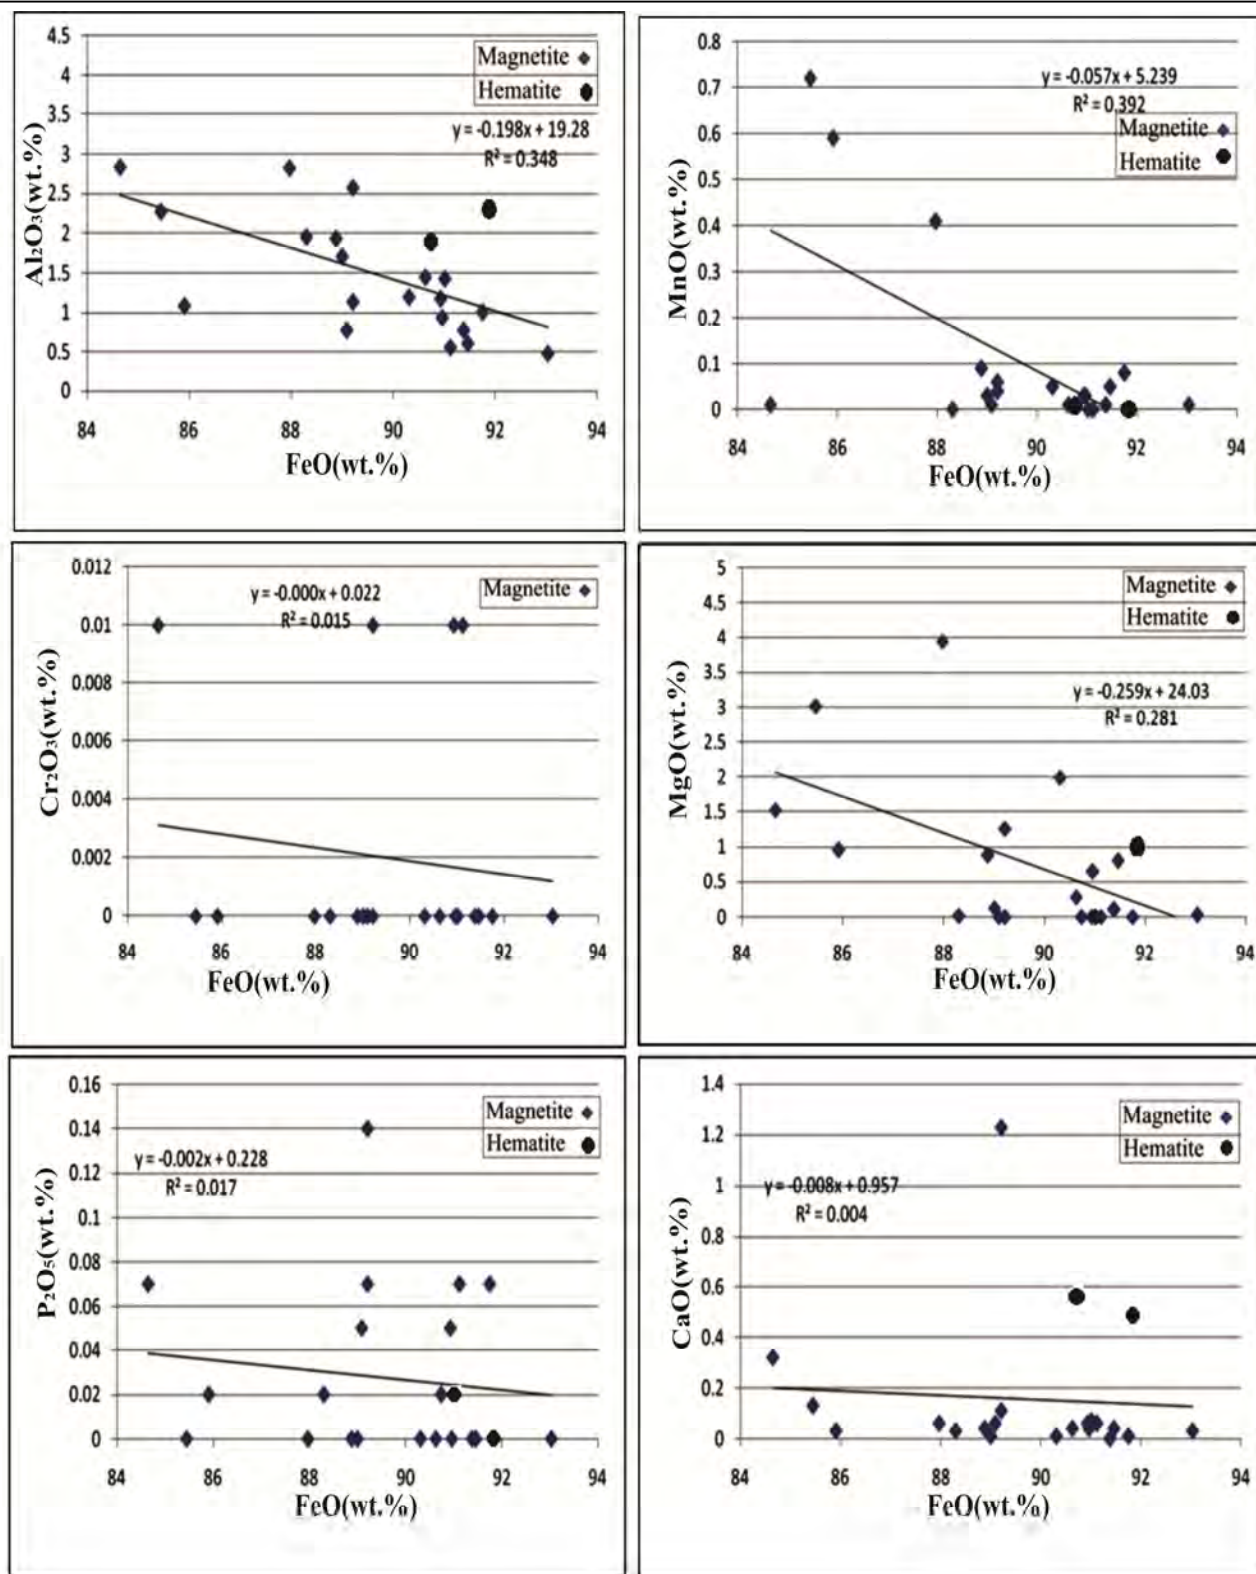 4.5
4
3.5
3
2.5
2
1.5
1
0.5
0
Al₂O₃(wt.%)
Magnetite
Hematite
y = -0.198x + 19.28
R² = 0.348
84 86 88 90 92 94
FeO(wt.%)
0.8
0.7
0.6
0.5
0.4
0.3
0.2
0.1
0
MnO(wt.%)
y = -0.057x + 5.239
R² = 0.392
Magnetite
Hematite
84 86 88 90 92 94
FeO(wt.%)
0.012
0.01
0.008
0.006
0.004
0.002
0
Cr₂O₃(wt.%)
y = -0.000x + 0.022
R² = 0.015
Magnetite
84 86 88 90 92 94
FeO(wt.%)
5
4.5
4
3.5
3
2.5
2
1.5
1
0.5
0
MgO(wt.%)
Magnetite
Hematite
y = -0.259x + 24.03
R² = 0.281
84 86 88 90 92 94
FeO(wt.%)
0.16
0.14
0.12
0.1
0.08
0.06
0.04
0.02
0
P₂O₅(wt.%)
Magnetite
Hematite
y = -0.002x + 0.228
R² = 0.017
84 86 88 90 92 94
FeO(wt.%)
1.4
1.2
1
0.8
0.6
0.4
0.2
0
CaO(wt.%)
Magnetite
Hematite
y = -0.008x + 0.957
R² = 0.004
84 86 88 90 92 94
FeO(wt.%)